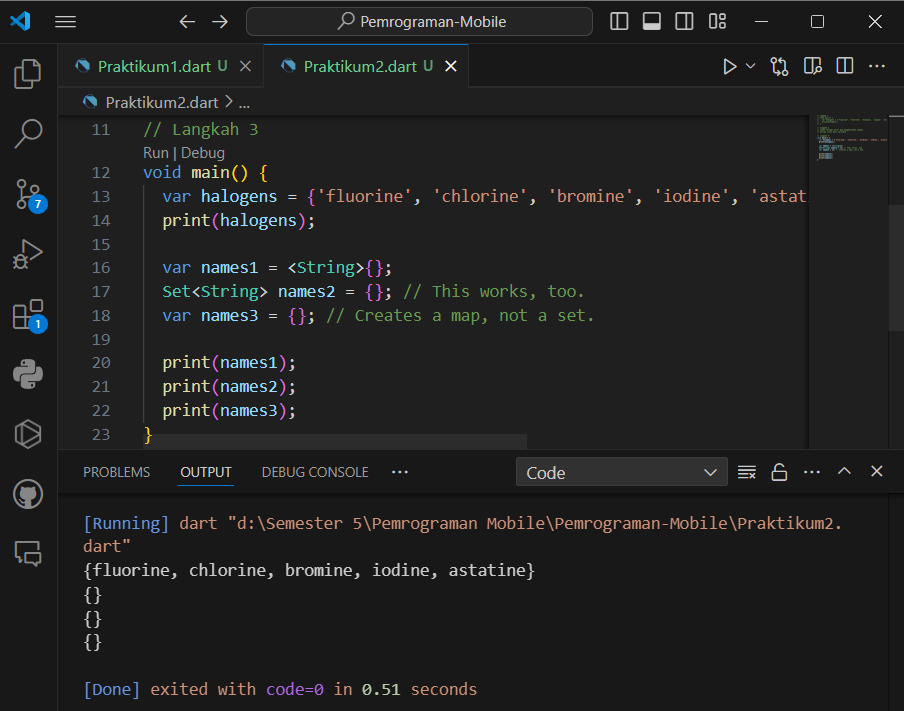 Pemrograman-Mobile
Praktikum1.dart U
Praktikum2.dart U
Praktikum2.dart > ...
11 // Langkah 3
Run | Debug
12 void main() {
13 var halogens = {'fluorine', 'chlorine', 'bromine', 'iodine', 'astat
14 print(halogens);
15
16 var names1 = <String>{};
17 Set<String> names2 = {}; // This works, too.
18 var names3 = {}; // Creates a map, not a set.
19
20 print(names1);
21 print(names2);
22 print(names3);
23 }
7
1
PROBLEMS OUTPUT DEBUG CONSOLE ... Code
[Running] dart "d:\Semester 5\Pemrograman Mobile\Pemrograman-Mobile\Praktikum2.
dart"
{fluorine, chlorine, bromine, iodine, astatine}
{}
{}
{}
[Done] exited with code=0 in 0.51 seconds